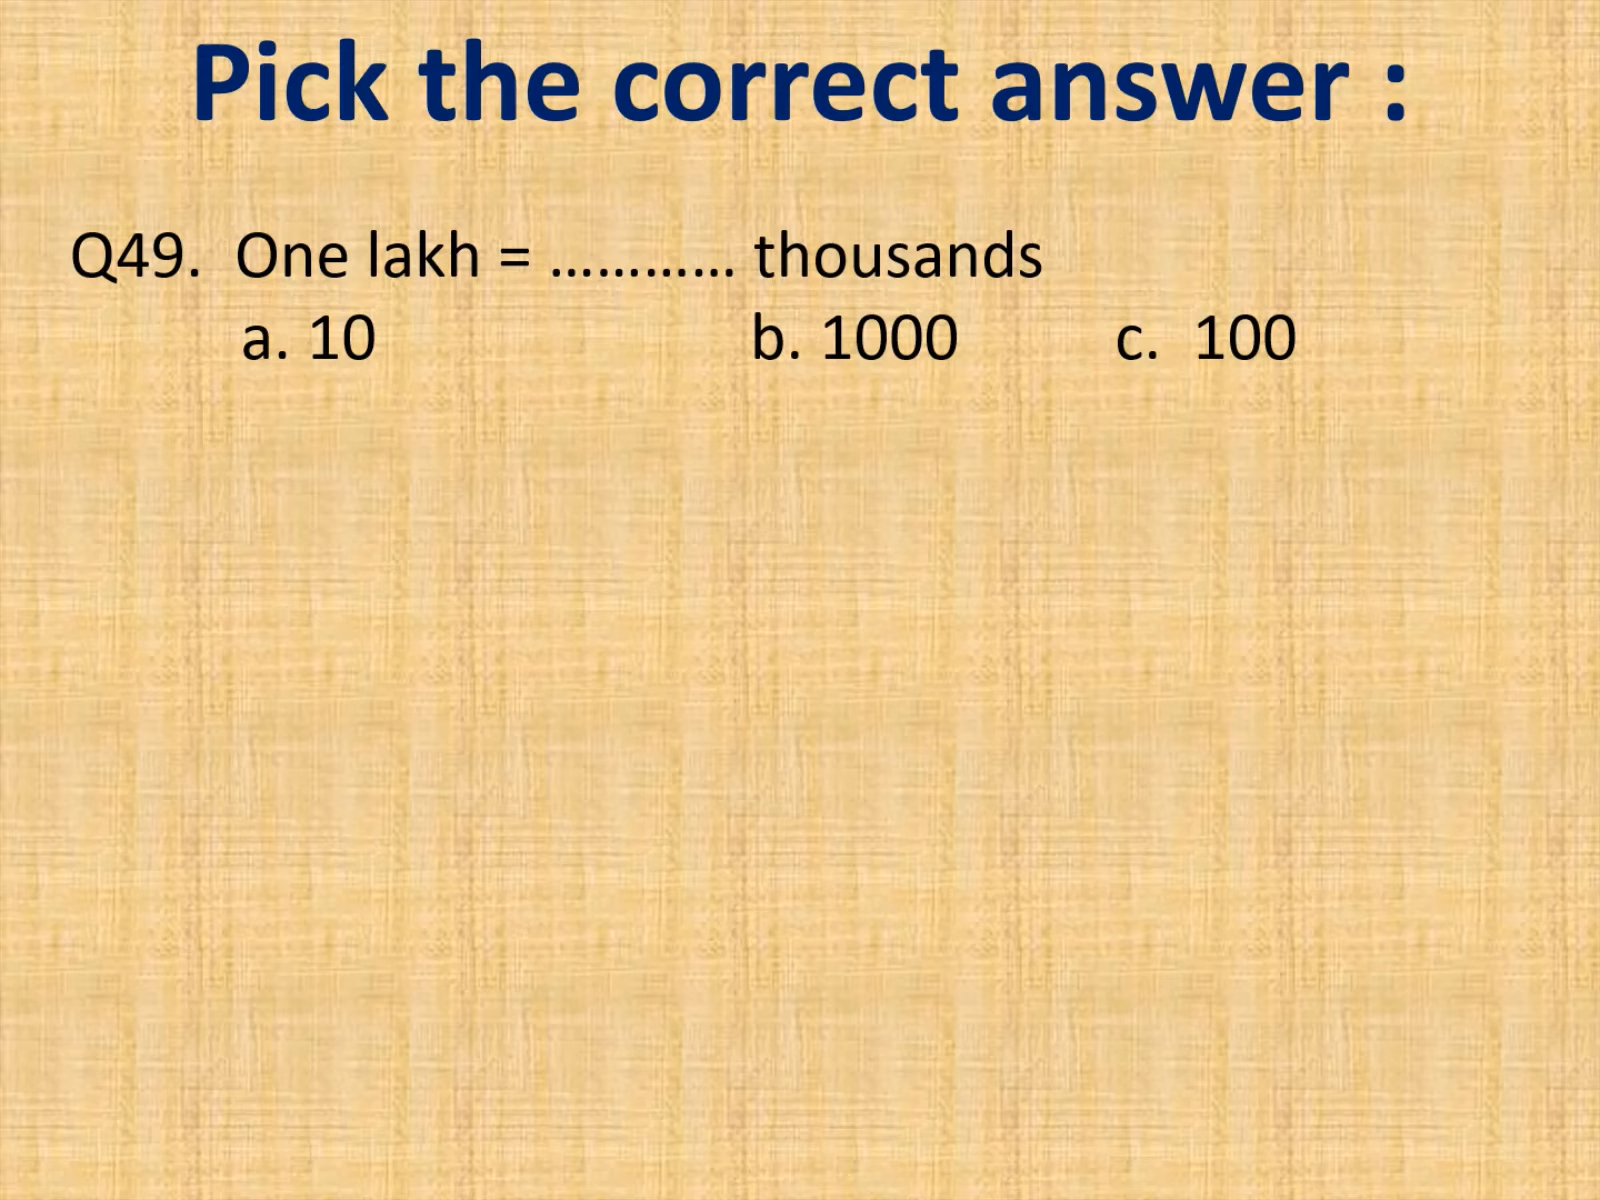 Pick the correct answer :
Q49. One lakh = ............ thousands
a. 10 b. 1000 c. 100